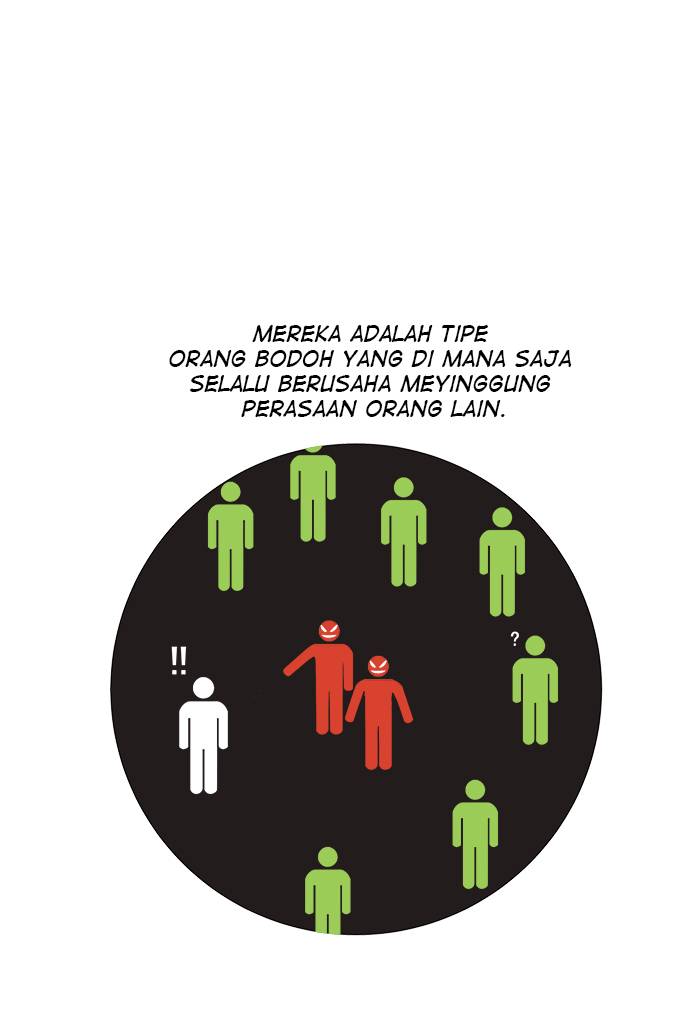 MEREKA ADALAH TIPE
ORANG BODOH YANG DI MANA SAJA
SELALU BERUSAHA MEYINGGUNG
PERASAAN ORANG LAIN.
?
!!